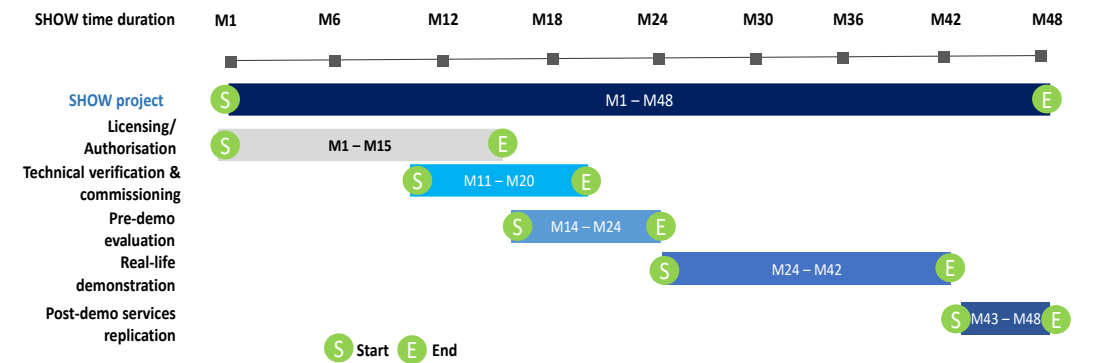 SHOW time duration M1 M6 M12 M18 M24 M30 M36 M42 M48
SHOW project S M1 – M48 E
Licensing/
Authorisation S M1 – M15 E
Technical verification &
commissioning S M11 – M20 E
Pre-demo
evaluation S M14 – M24 E
Real-life
demonstration S M24 – M42 E
Post-demo services
replication S M43 – M48 E
S Start E End